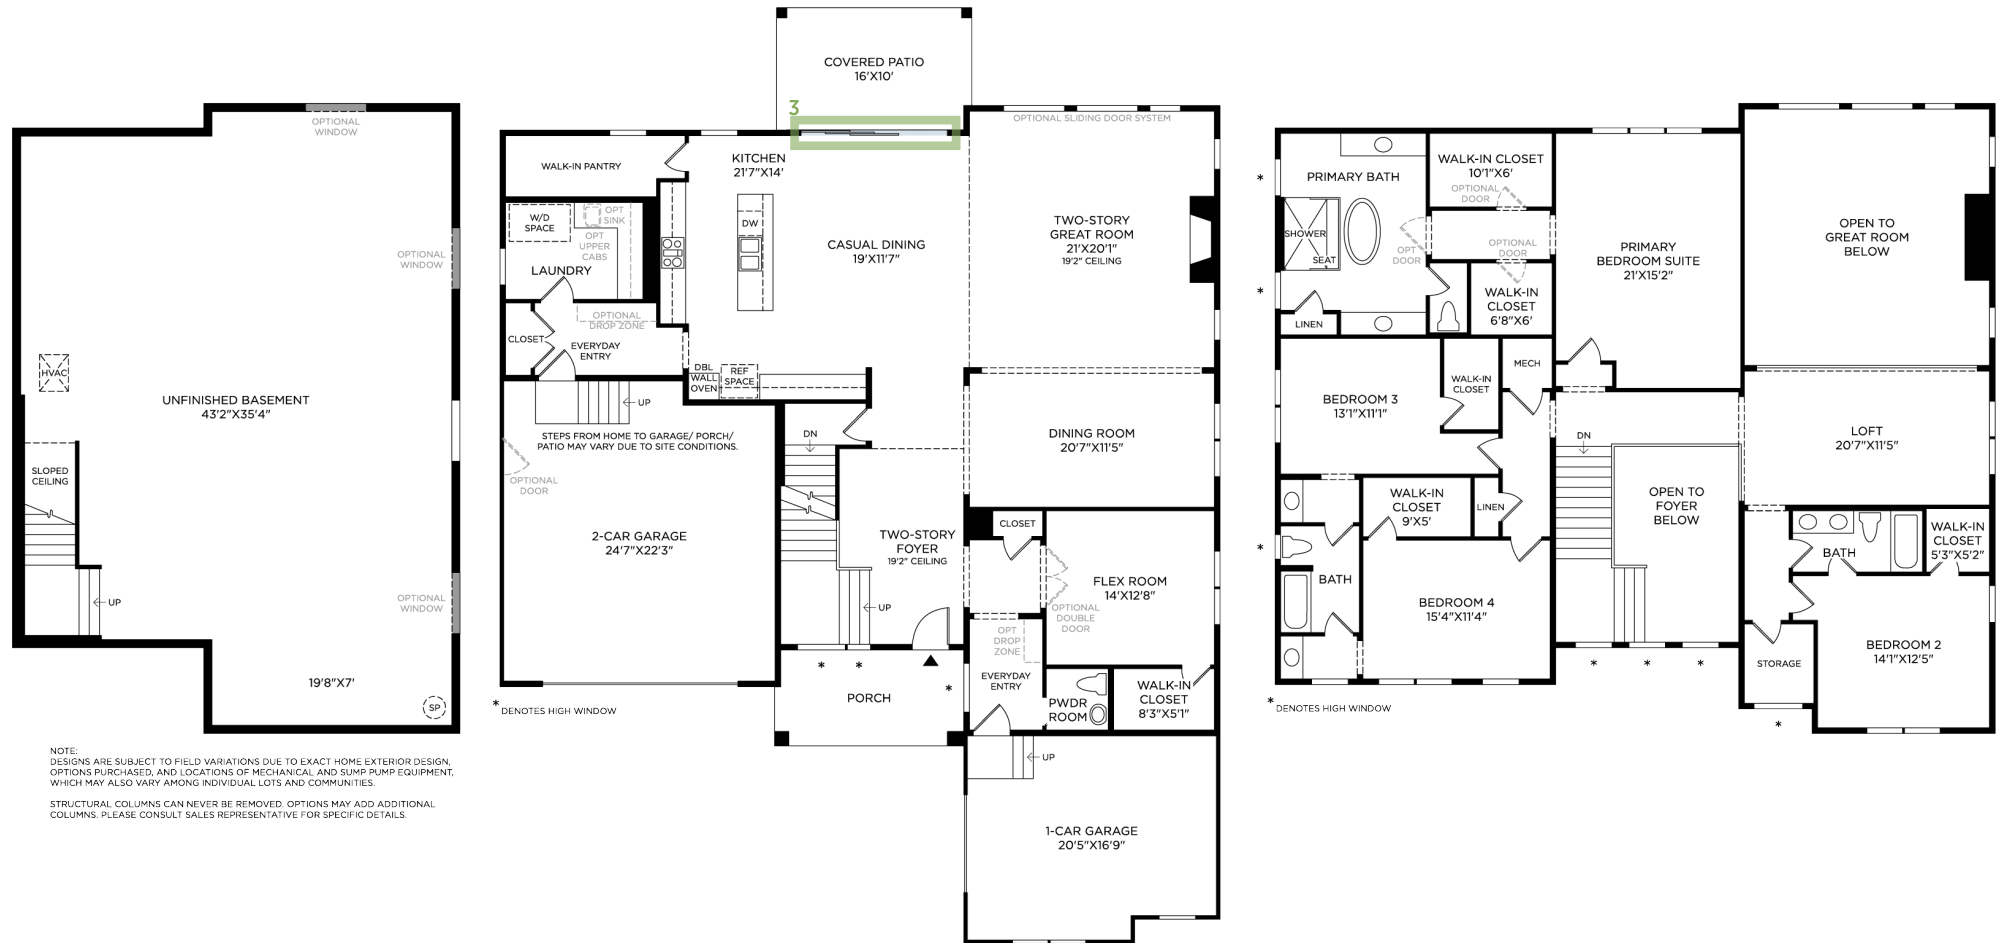 OPTIONAL
WINDOW
OPTIONAL
WINDOW
HVAC
UNFINISHED BASEMENT
43'2"X35'4"
SLOPED
CEILING
UP
OPTIONAL
WINDOW
19'8"X7'
SP
NOTE:
DESIGNS ARE SUBJECT TO FIELD VARIATIONS DUE TO EXACT HOME EXTERIOR DESIGN,
OPTIONS PURCHASED, AND LOCATIONS OF MECHANICAL AND SUMP PUMP EQUIPMENT,
WHICH MAY ALSO VARY AMONG INDIVIDUAL LOTS AND COMMUNITIES.
STRUCTURAL COLUMNS CAN NEVER BE REMOVED. OPTIONS MAY ADD ADDITIONAL
COLUMNS. PLEASE CONSULT SALES REPRESENTATIVE FOR SPECIFIC DETAILS.
COVERED PATIO
16'X10'
3
OPTIONAL SLIDING DOOR SYSTEM
WALK-IN PANTRY
KITCHEN
21'7"X14'
W/D
SPACE
OPT
SINK
OPT
UPPER
CABS
LAUNDRY
DW
CASUAL DINING
19'X11'7"
TWO-STORY
GREAT ROOM
21'X20'1"
19'2" CEILING
OPTIONAL
DROP ZONE
CLOSET
EVERYDAY
ENTRY
DBL
WALL
OVEN
REF
SPACE
UP
STEPS FROM HOME TO GARAGE/ PORCH/
PATIO MAY VARY DUE TO SITE CONDITIONS.
OPTIONAL
DOOR
DN
DINING ROOM
20'7"X11'5"
2-CAR GARAGE
24'7"X22'3"
TWO-STORY
FOYER
19'2" CEILING
CLOSET
FLEX ROOM
14'X12'8"
OPTIONAL
DOUBLE
DOOR
UP
OPT
DROP
ZONE
EVERYDAY
ENTRY
* *
*
PORCH
PWDR
ROOM
WALK-IN
CLOSET
8'3"X5'1"
* DENOTES HIGH WINDOW
UP
1-CAR GARAGE
20'5"X16'9"
*
PRIMARY BATH
WALK-IN CLOSET
10'1"X6'
OPTIONAL
DOOR
SHOWER
SEAT
OPT
DOOR
OPTIONAL
DOOR
*
LINEN
WALK-IN
CLOSET
6'8"X6'
PRIMARY
BEDROOM SUITE
21'X15'2"
OPEN TO
GREAT ROOM
BELOW
MECH
WALK-IN
CLOSET
BEDROOM 3
13'1"X11'1"
DN
LOFT
20'7"X11'5"
WALK-IN
CLOSET
9'X5'
LINEN
OPEN TO
FOYER
BELOW
*
BATH
BATH
WALK-IN
CLOSET
5'3"X5'2"
BEDROOM 4
15'4"X11'4"
BEDROOM 2
14'1"X12'5"
STORAGE
* * *
*
* DENOTES HIGH WINDOW